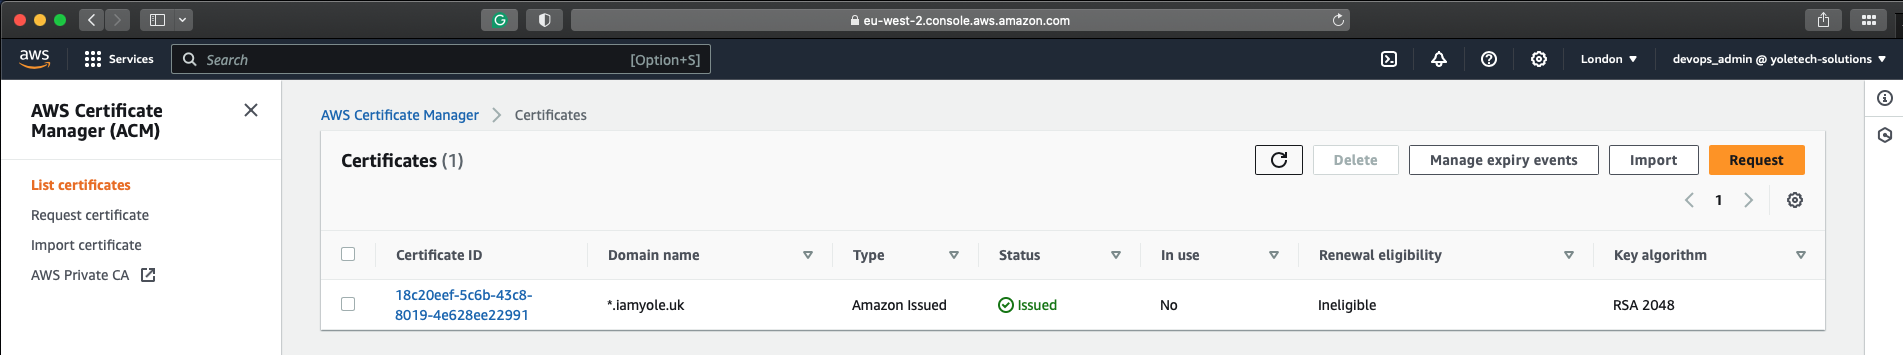 eu-west-2.console.aws.amazon.com
aws
Services
Search
[Option+S]
London
devops_admin @ yoletech-solutions
AWS Certificate
Manager (ACM)
List certificates
Request certificate
Import certificate
AWS Private CA
AWS Certificate Manager
Certificates
Certificates (1)
Delete
Manage expiry events
Import
Request
1
Certificate ID
Domain name
Type
Status
In use
Renewal eligibility
Key algorithm
18c20eef-5c6b-43c8-
8019-4e628ee22991
*.iamyole.uk
Amazon Issued
Issued
No
Ineligible
RSA 2048